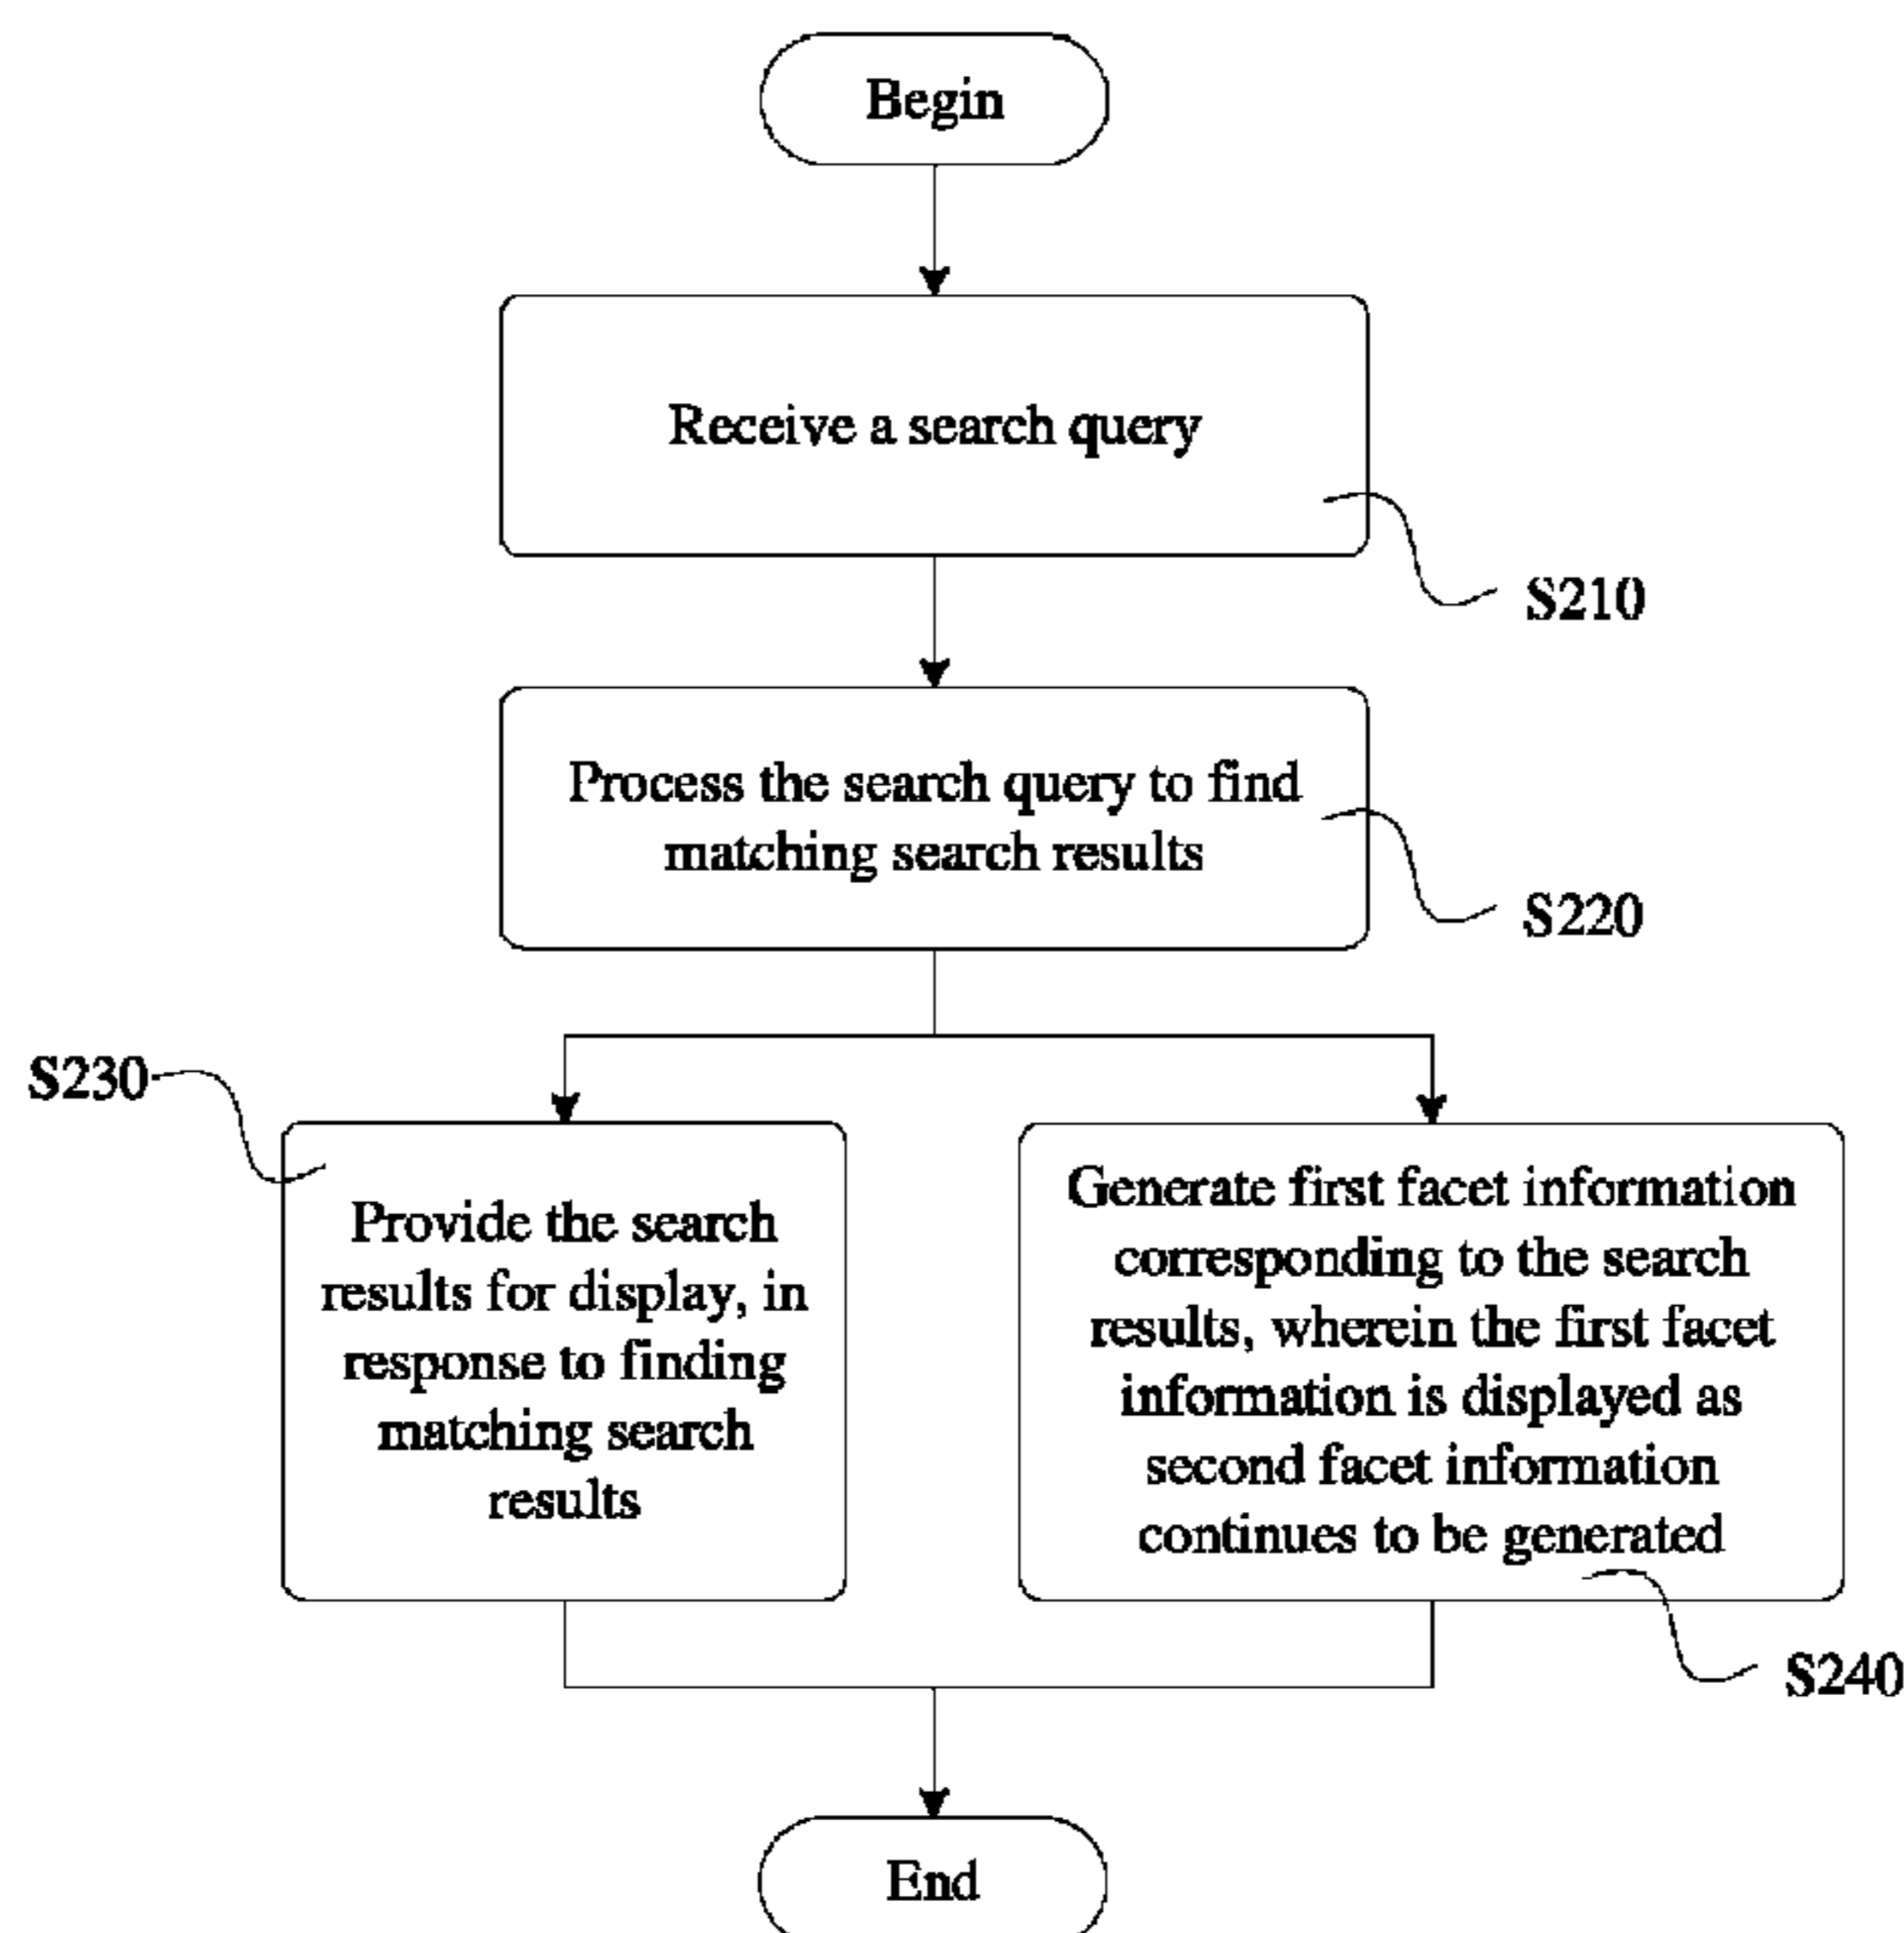 Begin
Receive a search query
S210
Process the search query to find
matching search results
S220
S230
Provide the search
results for display, in
response to finding
matching search
results
Generate first facet information
corresponding to the search
results, wherein the first facet
information is displayed as
second facet information
continues to be generated
S240
End